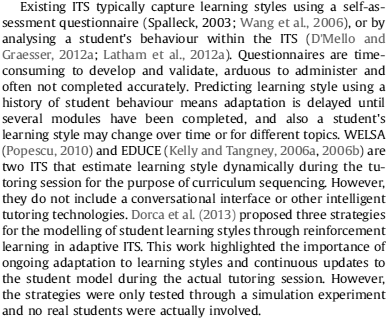 Existing ITS typically capture learning styles using a self-as-
sessment questionnaire (Spalleck, 2003; Wang et al., 2006), or by
analysing a student's behaviour within the ITS (D'Mello and
Graesser, 2012a; Latham et al., 2012a). Questionnaires are time-
consuming to develop and validate, arduous to administer and
often not completed accurately. Predicting learning style using a
history of student behaviour means adaptation is delayed until
several modules have been completed, and also a student's
learning style may change over time or for different topics. WELSA
(Popescu, 2010) and EDUCE (Kelly and Tangney, 2006a, 2006b) are
two ITS that estimate learning style dynamically during the tu-
toring session for the purpose of curriculum sequencing. However,
they do not include a conversational interface or other intelligent
tutoring technologies. Dorca et al. (2013) proposed three strategies
for the modelling of student learning styles through reinforcement
learning in adaptive ITS. This work highlighted the importance of
ongoing adaptation to learning styles and continuous updates to
the student model during the actual tutoring session. However,
the strategies were only tested through a simulation experiment
and no real students were actually involved.